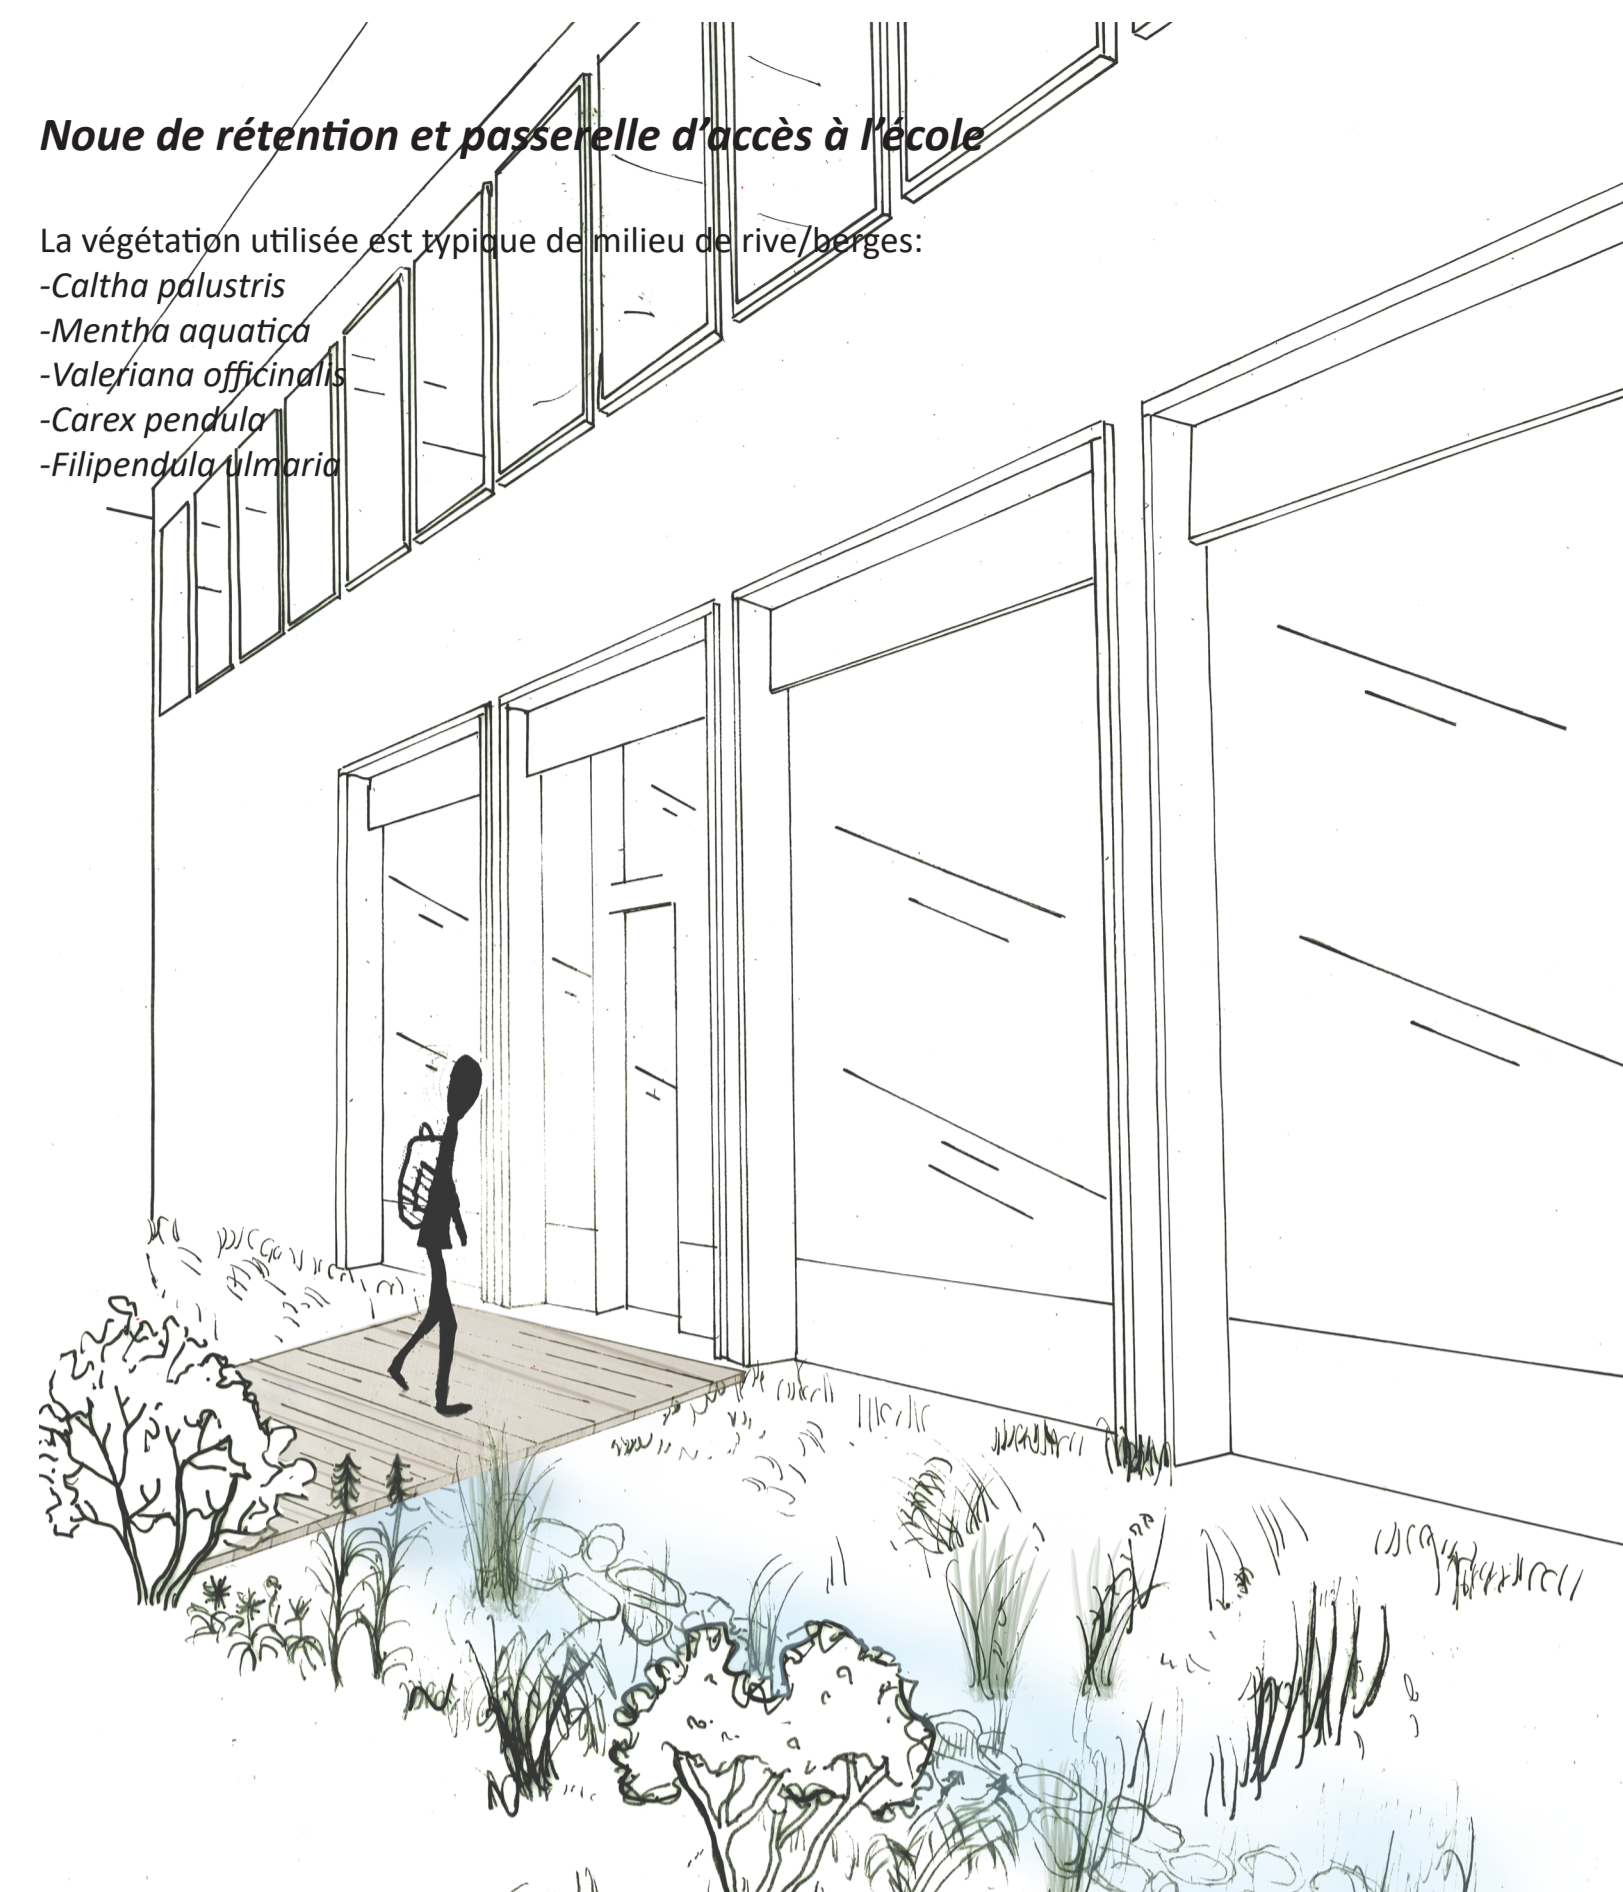 Noue de rétention et passerelle d’accès à l’école
La végétation utilisée est typique de milieu de rive/berges:
-Caltha palustris
-Mentha aquatica
-Valeriana officinalis
-Carex pendula
-Filipendula ulmaria